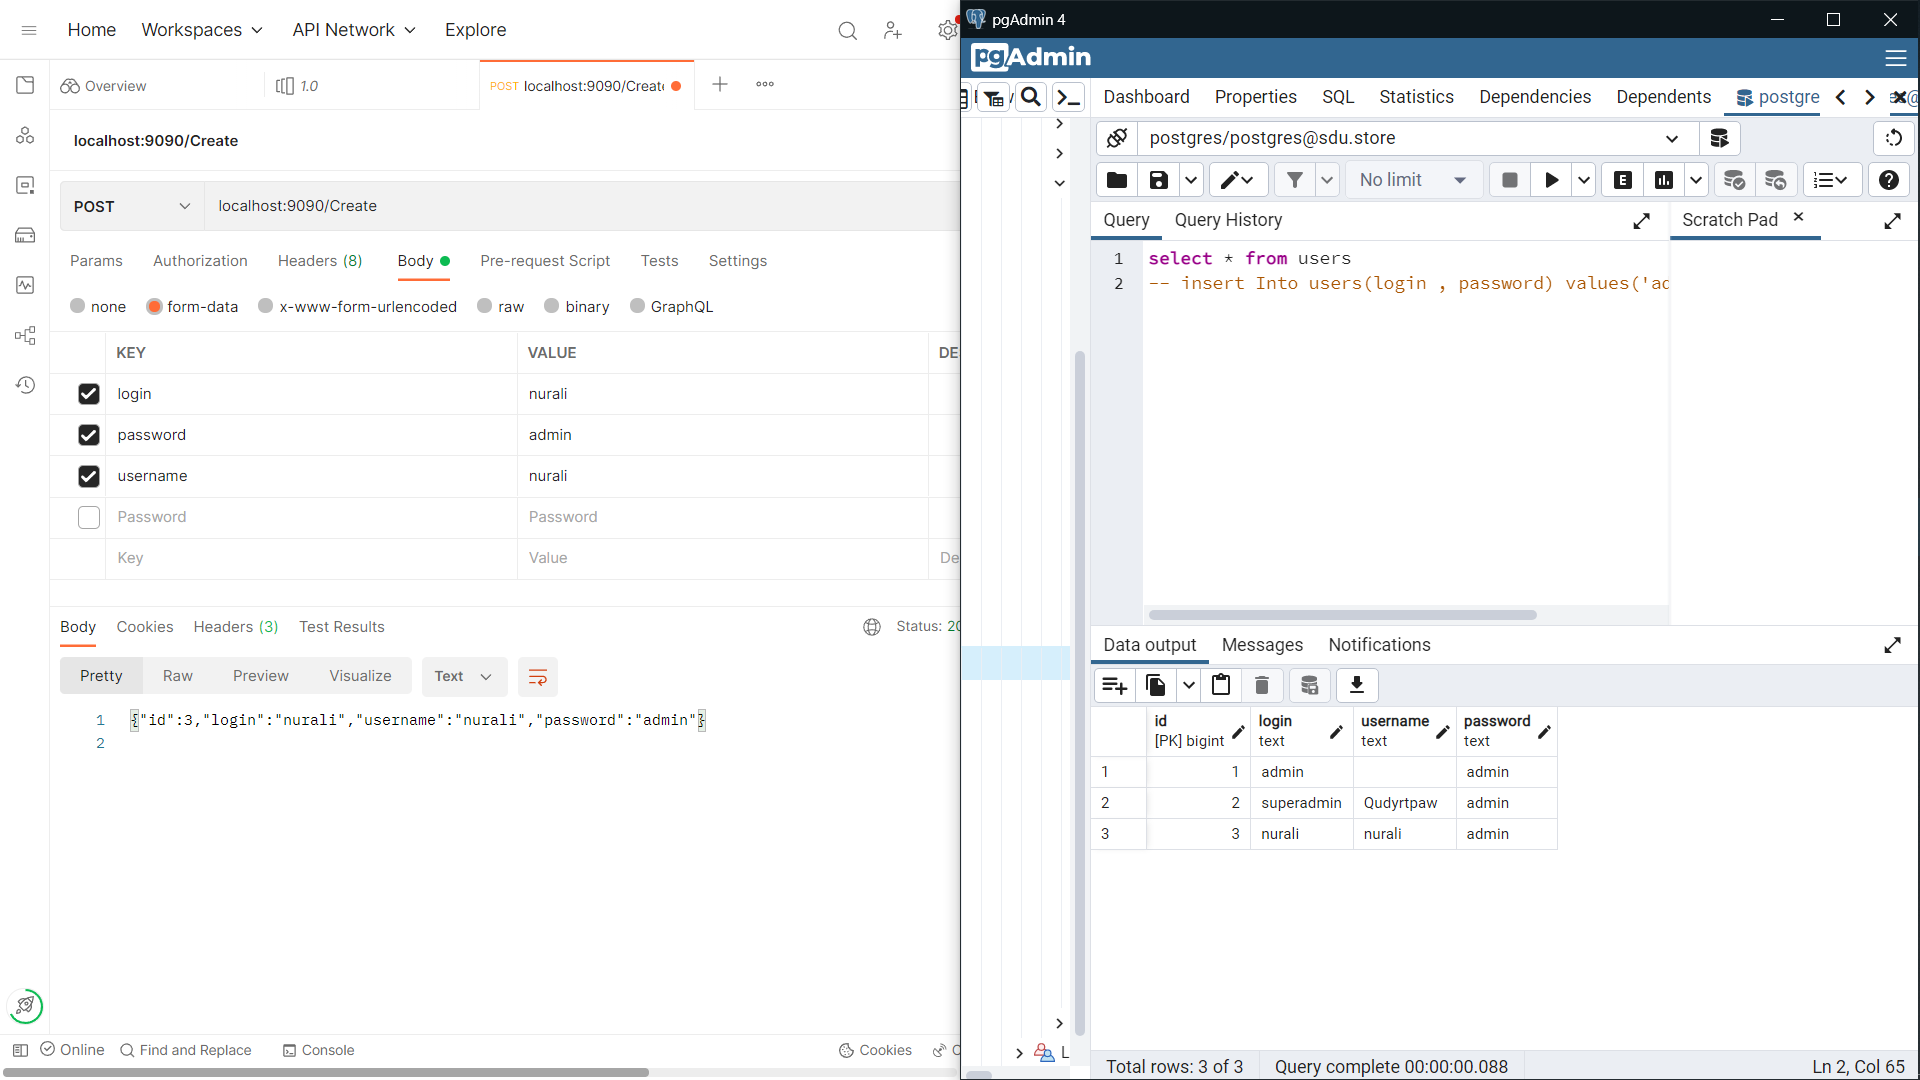 Home Workspaces API Network Explore
Overview 1.0 POST localhost:9090/Create
localhost:9090/Create
POST localhost:9090/Create
Params Authorization Headers (8) Body Pre-request Script Tests Settings
none form-data x-www-form-urlencoded raw binary GraphQL
KEY VALUE DE
login nurali
password admin
username nurali
Password Password
Key Value De
Body Cookies Headers (3) Test Results Status: 20
Pretty Raw Preview Visualize Text
1 {"id":3,"login":"nurali","username":"nurali","password":"admin"}
2
Online Find and Replace Console Cookies
pgAdmin 4
pgAdmin
Dashboard Properties SQL Statistics Dependencies Dependents postgre
postgres/postgres@sdu.store
No limit
E
Query Query History Scratch Pad
1 select * from users
2 -- insert Into users(login , password) values('ad
Data output Messages Notifications
id login username password
[PK] bigint text text text
1 1 admin admin
2 2 superadmin Qudyrtpaw admin
3 3 nurali nurali admin
L
Total rows: 3 of 3 Query complete 00:00:00.088 Ln 2, Col 65